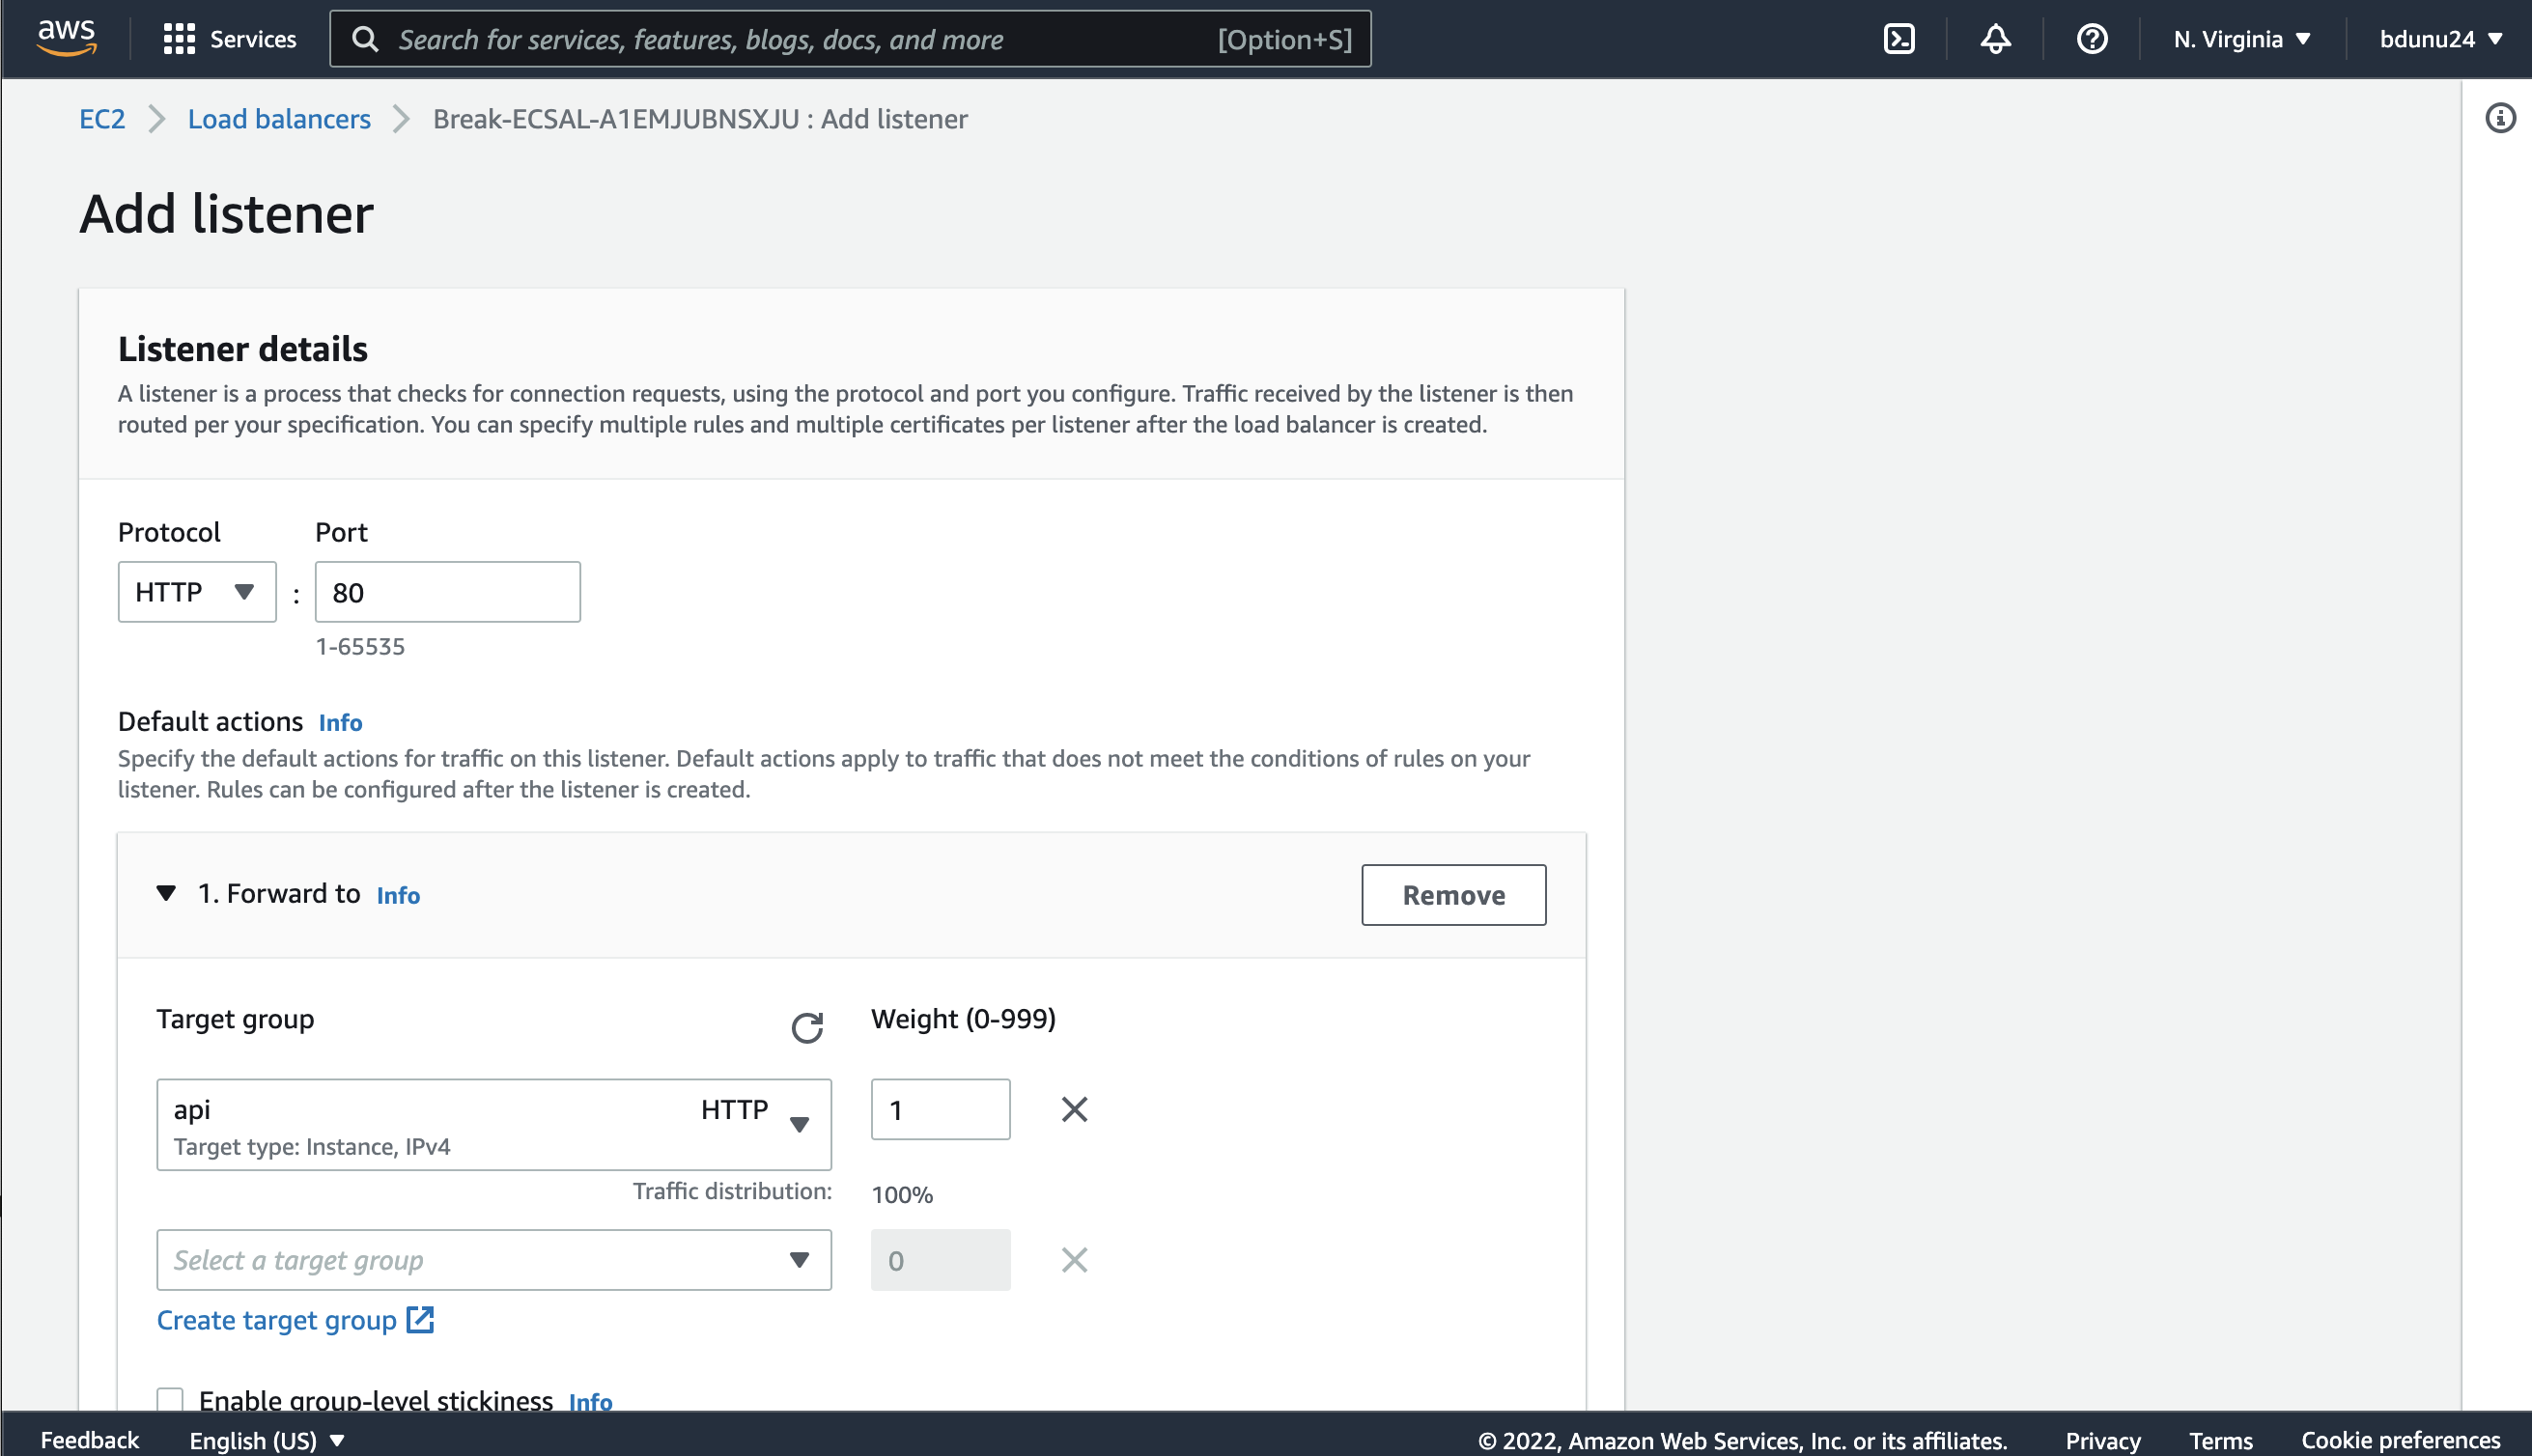 aws
Services
Search for services, features, blogs, docs, and more [Option+S]
N. Virginia
bdunu24
EC2 Load balancers Break-ECSAL-A1EMJUBNSXJU : Add listener
Add listener
Listener details
A listener is a process that checks for connection requests, using the protocol and port you configure. Traffic received by the listener is then
routed per your specification. You can specify multiple rules and multiple certificates per listener after the load balancer is created.
Protocol Port
HTTP : 80
1-65535
Default actions Info
Specify the default actions for traffic on this listener. Default actions apply to traffic that does not meet the conditions of rules on your
listener. Rules can be configured after the listener is created.
1. Forward to Info Remove
Target group Weight (0-999)
api HTTP 1
Target type: Instance, IPv4
Traffic distribution: 100%
Select a target group 0
Create target group
Enable group-level stickiness Info
Feedback English (US) © 2022, Amazon Web Services, Inc. or its affiliates. Privacy Terms Cookie preferences